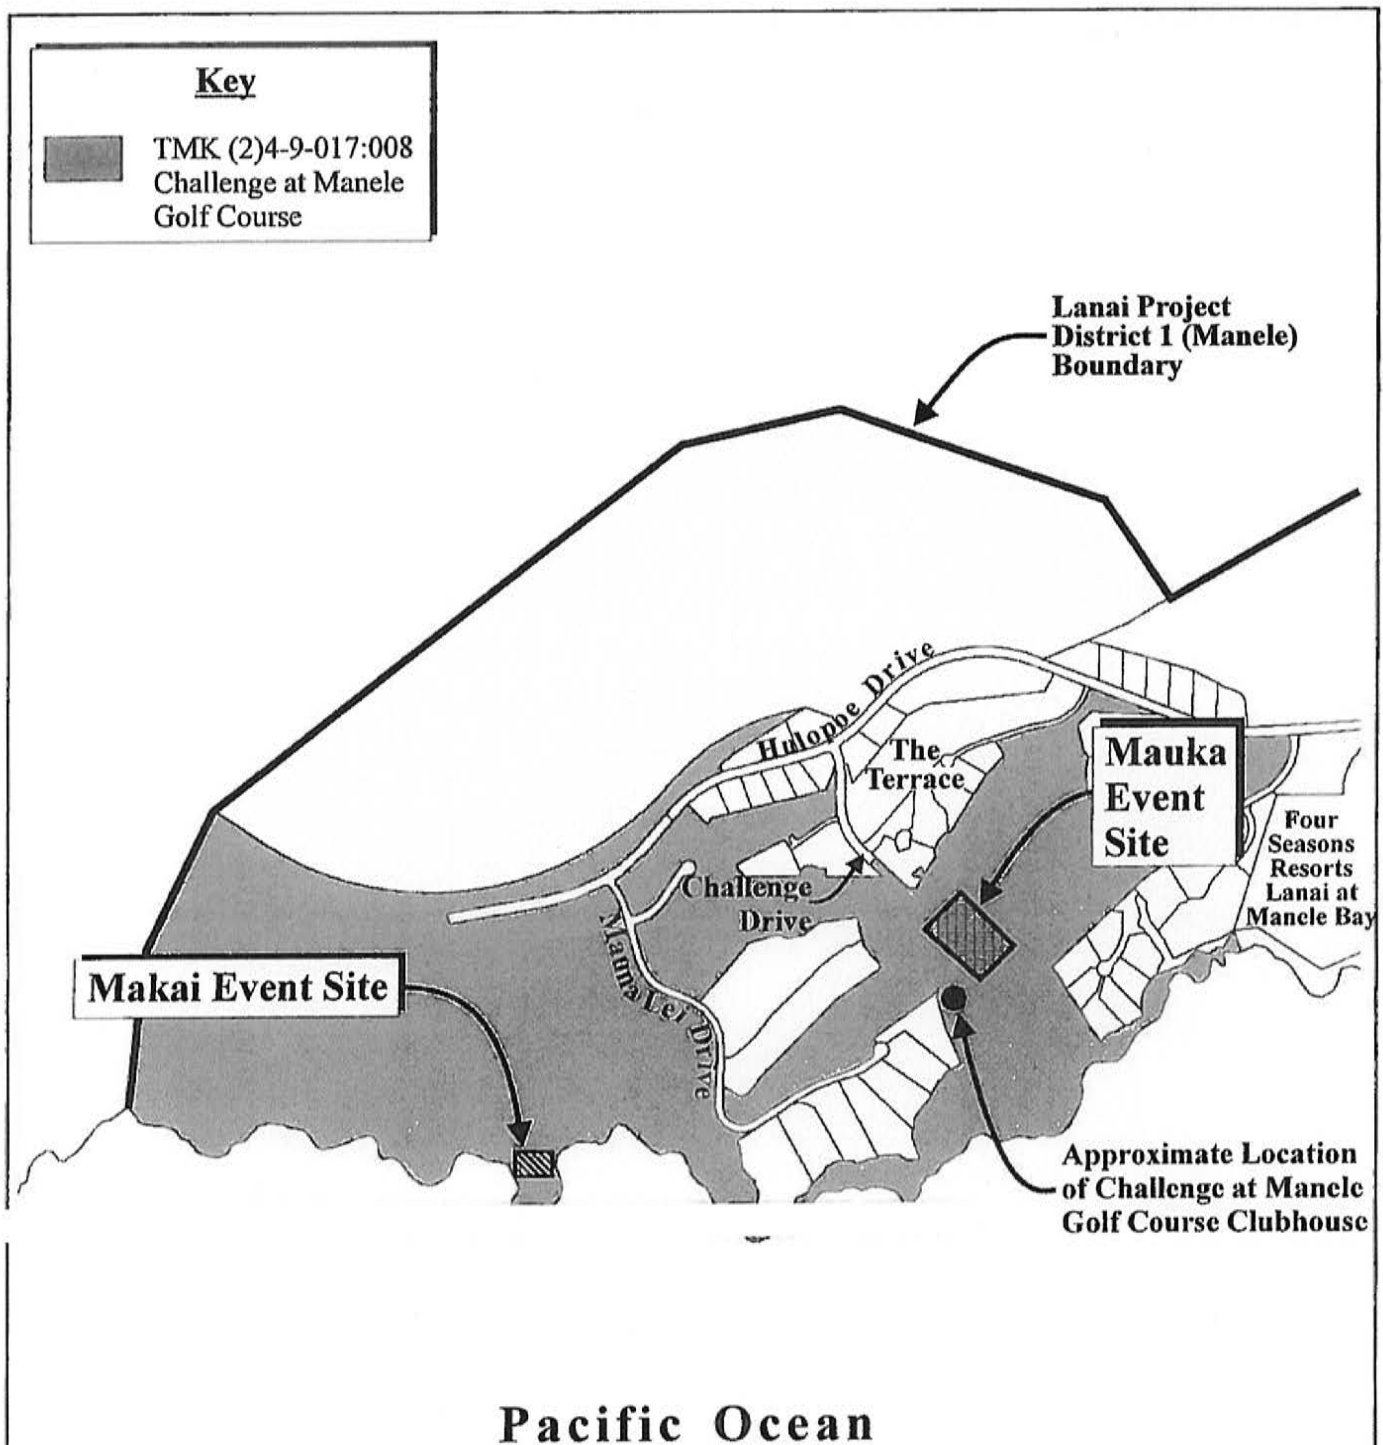 Key
TMK (2)4-9-017:008
Challenge at Manele
Golf Course
Lanai Project
District 1 (Manele)
Boundary
Hulopoe Drive
The
Terrace
Mauka
Event
Site
Four
Seasons
Resorts
Lanai at
Manele Bay
Challenge
Drive
Mauna Lei Drive
Makai Event Site
Approximate Location
of Challenge at Manele
Golf Course Clubhouse
Pacific Ocean